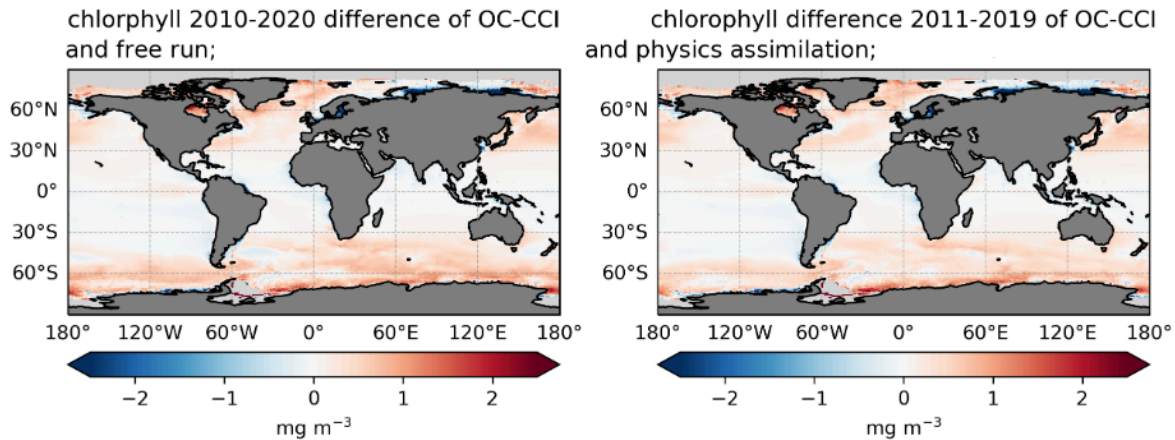 chlorphyll 2010-2020 difference of OC-CCI
and free run;
chlorophyll difference 2011-2019 of OC-CCI
and physics assimilation;
60°N
30°N
0°
30°S
60°S
180° 120°W 60°W 0° 60°E 120°E 180°
−2 −1 0 1 2
mg m⁻³
60°N
30°N
0°
30°S
60°S
180° 120°W 60°W 0° 60°E 120°E 180°
−2 −1 0 1 2
mg m⁻³